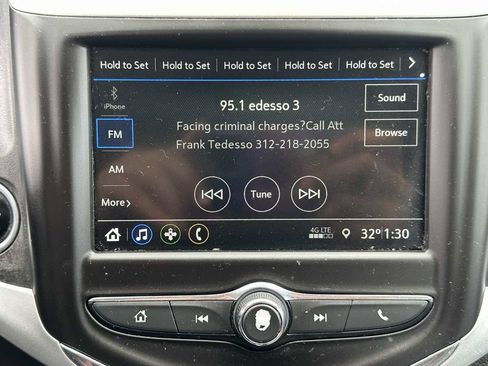 Hold to Set Hold to Set Hold to Set Hold to Set Hold to Set
iPhone
95.1 edesso 3
Sound
FM
Facing criminal charges?Call Att
Browse
Frank Tedesso 312-218-2055
AM
Tune
More
4G LTE
32° 1:30